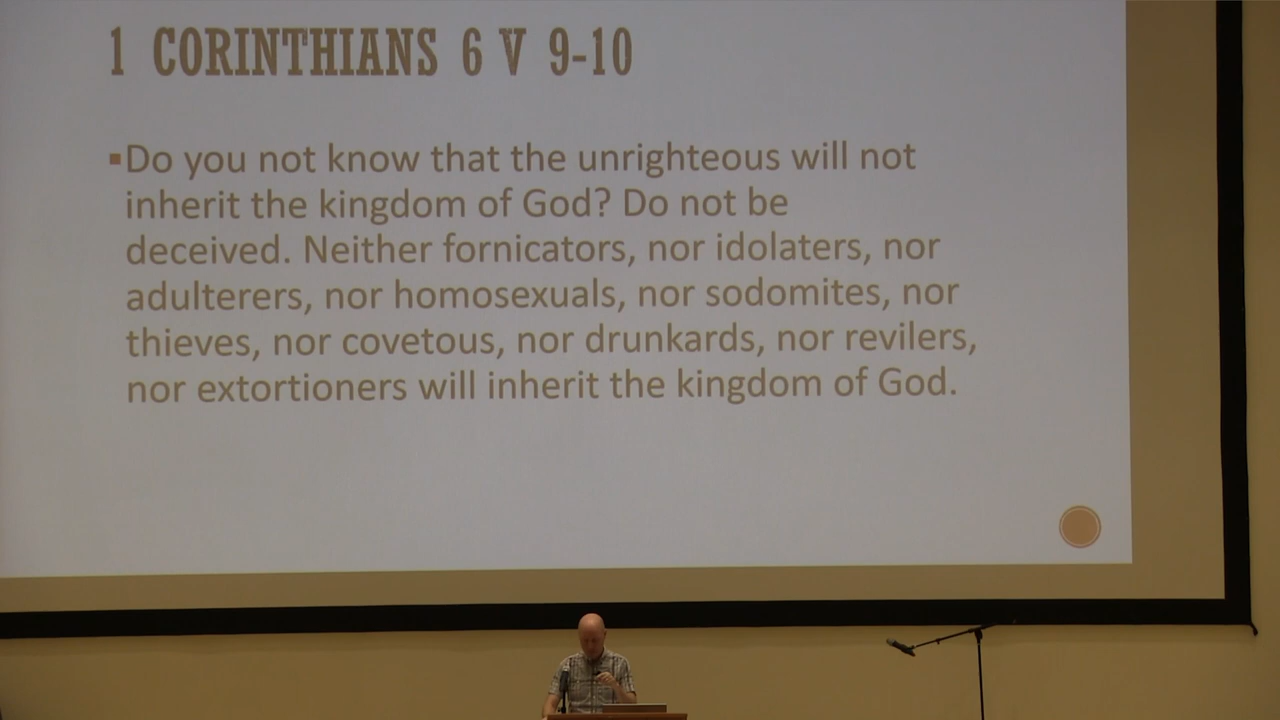 1 CORINTHIANS 6 V 9-10
▪Do you not know that the unrighteous will not
inherit the kingdom of God? Do not be
deceived. Neither fornicators, nor idolaters, nor
adulterers, nor homosexuals, nor sodomites, nor
thieves, nor covetous, nor drunkards, nor revilers,
nor extortioners will inherit the kingdom of God.